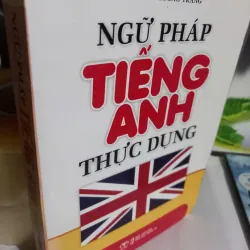 NGỮ PHÁP
TIẾNG
ANH
THỰC DỤNG